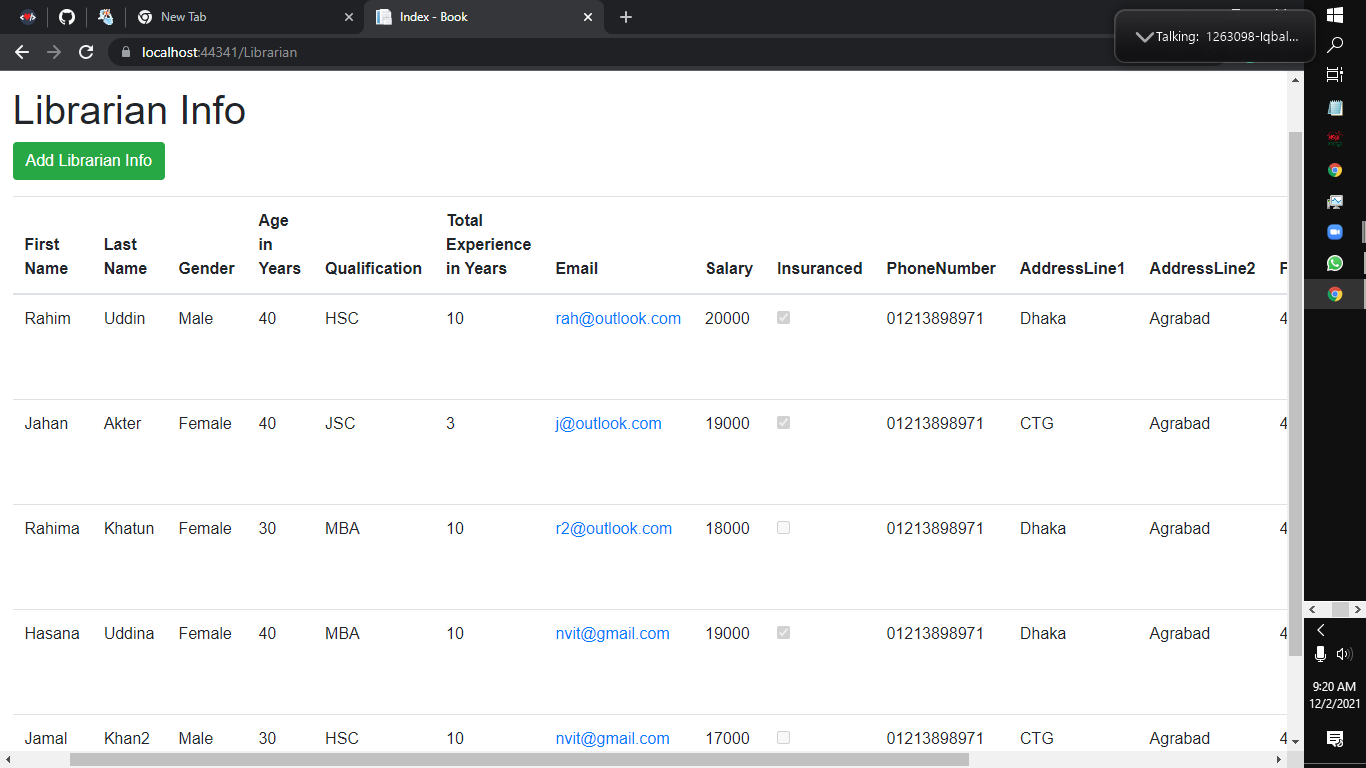 New Tab
Index - Book
localhost:44341/Librarian
Talking: 1263098-Iqbal...
Librarian Info
Add Librarian Info
First Name Last Name Gender Age in Years Qualification Total Experience in Years Email Salary Insuranced PhoneNumber AddressLine1 AddressLine2
Rahim Uddin Male 40 HSC 10 rah@outlook.com 20000 01213898971 Dhaka Agrabad 4
Jahan Akter Female 40 JSC 3 j@outlook.com 19000 01213898971 CTG Agrabad 4
Rahima Khatun Female 30 MBA 10 r2@outlook.com 18000 01213898971 Dhaka Agrabad 4
Hasana Uddina Female 40 MBA 10 nvit@gmail.com 19000 01213898971 Dhaka Agrabad 4
Jamal Khan2 Male 30 HSC 10 nvit@gmail.com 17000 01213898971 CTG Agrabad 4
9:20 AM
12/2/2021